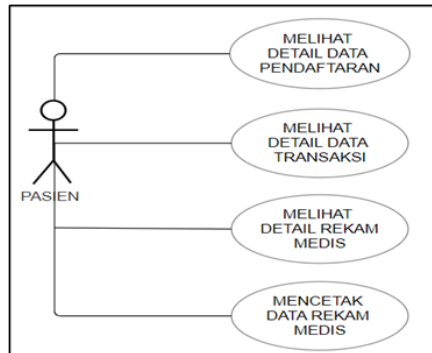 MELIHAT
DETAIL DATA
PENDAFTARAN
MELIHAT
DETAIL DATA
TRANSAKSI
PASIEN
MELIHAT
DETAIL REKAM
MEDIS
MENCETAK
DATA REKAM
MEDIS